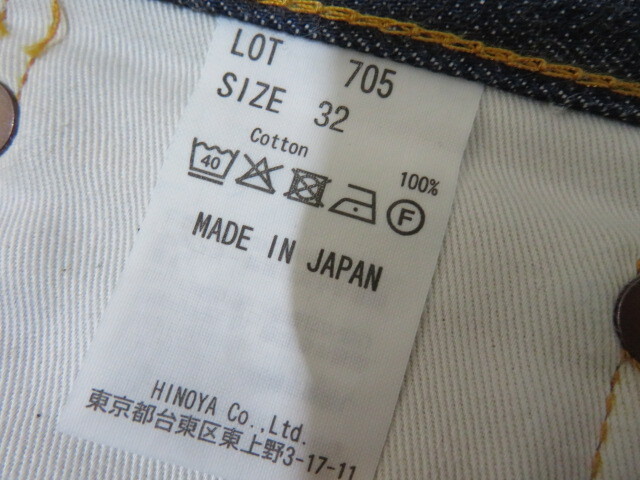 LOT 705
SIZE 32
Cotton 100%
40 F
MADE IN JAPAN
HINOYA Co.,Ltd.
東京都台東区東上野3-17-11